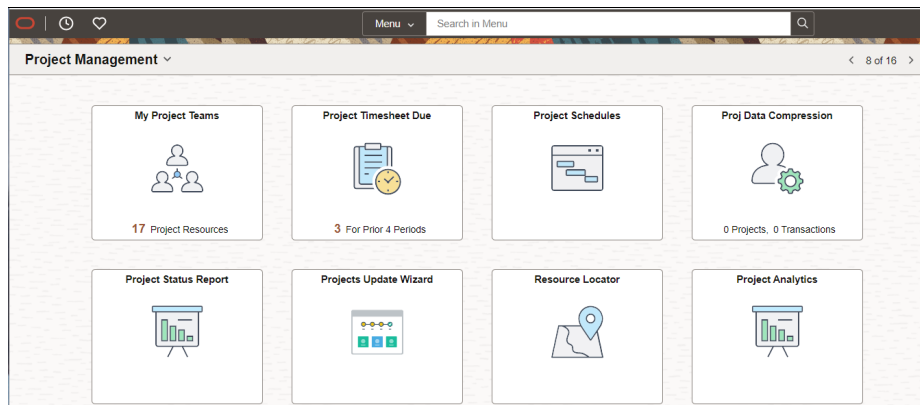 Menu
Search in Menu
Project Management
8 of 16
My Project Teams
17 Project Resources
Project Timesheet Due
3 For Prior 4 Periods
Project Schedules
Proj Data Compression
0 Projects, 0 Transactions
Project Status Report
Projects Update Wizard
Resource Locator
Project Analytics